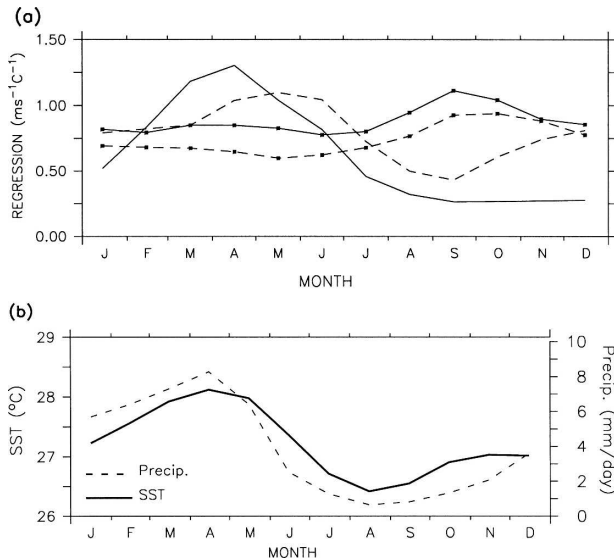 (a)
REGRESSION (ms⁻¹C⁻¹)
1.50
1.00
0.50
0.00
J F M A M J J A S O N D
MONTH
(b)
SST (°C)
29
28
27
26
Precip.
SST
10
8
6
4
2
0
Precip. (mm/day)
J F M A M J J A S O N D
MONTH